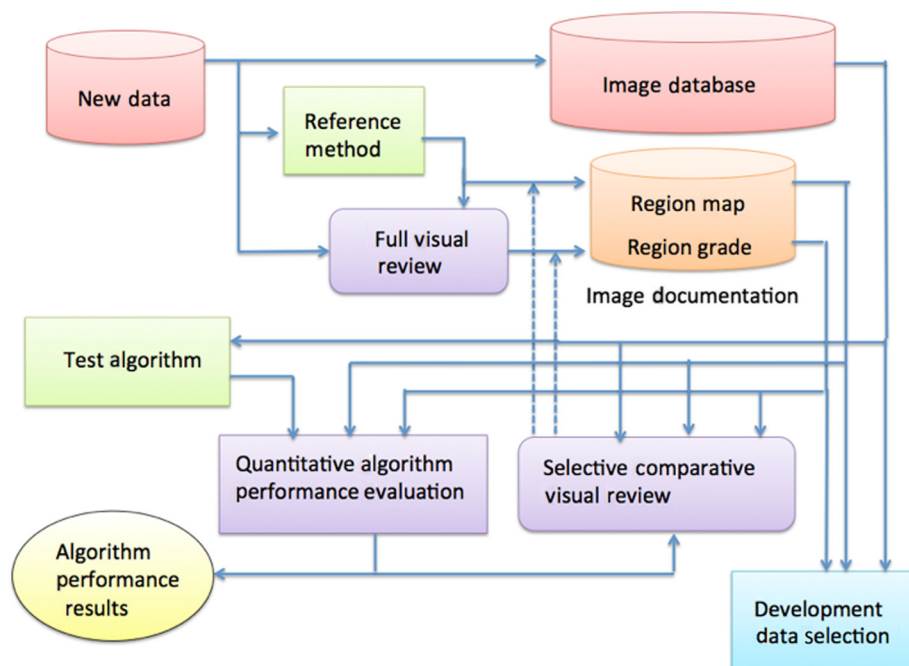 New data
Image database
Reference
method
Region map
Full visual
review
Region grade
Image documentation
Test algorithm
Quantitative algorithm
performance evaluation
Selective comparative
visual review
Algorithm
performance
results
Development
data selection